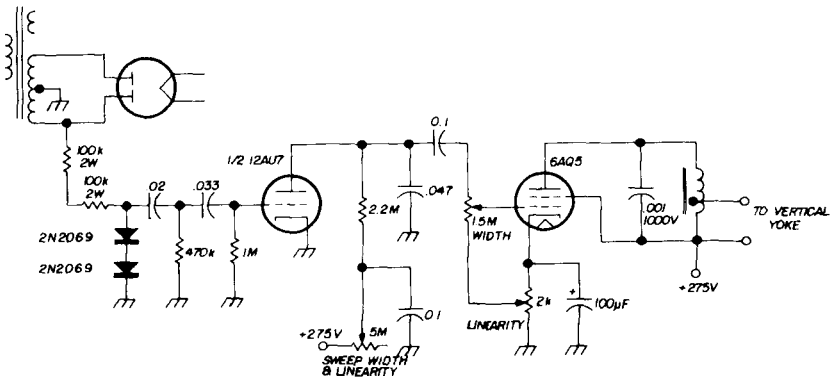 100k
2W
100k
2W
.02
.033
1/2 12AU7
2N2069
2N2069
470k
1M
2.2M
.047
0.1
+275V
5M
SWEEP WIDTH
& LINEARITY
0.1
1.5M
WIDTH
6AQ5
LINEARITY
2k
+
100µF
.001
1000V
TO VERTICAL
YOKE
+275V